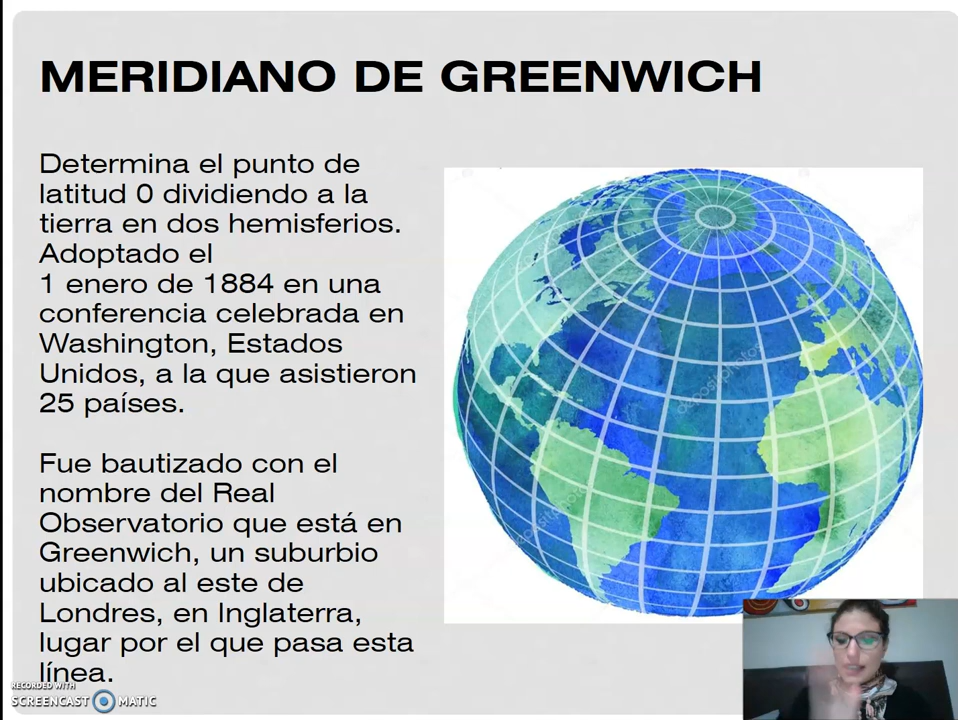 MERIDIANO DE GREENWICH
Determina el punto de
latitud 0 dividiendo a la
tierra en dos hemisferios.
Adoptado el
1 enero de 1884 en una
conferencia celebrada en
Washington, Estados
Unidos, a la que asistieron
25 países.
Fue bautizado con el
nombre del Real
Observatorio que está en
Greenwich, un suburbio
ubicado al este de
Londres, en Inglaterra,
lugar por el que pasa esta
línea.
depositphotos
RECORDED WITH
SCREENCAST MATIC